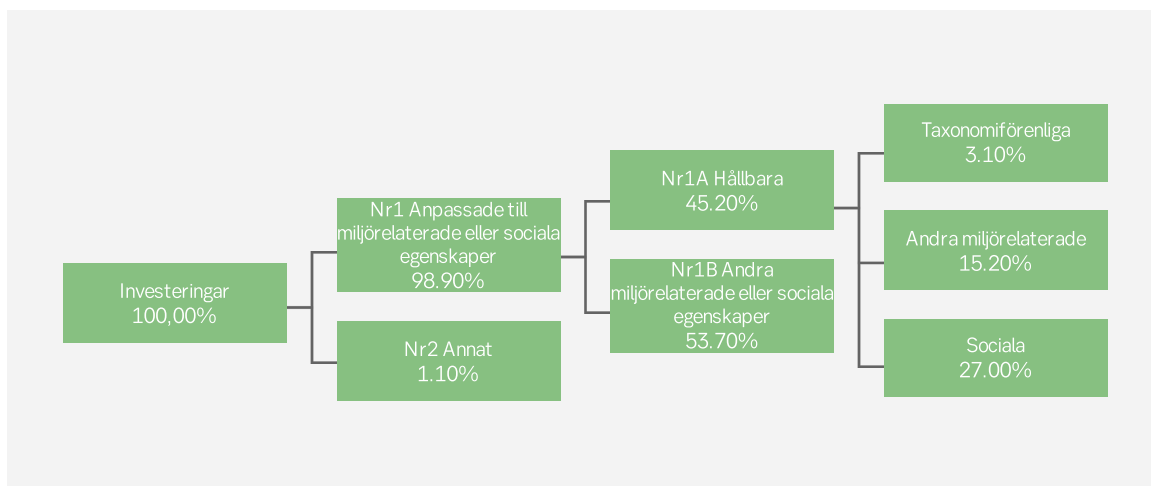 Investeringar
100,00%
Nr1 Anpassade till
miljörelaterade eller sociala
egenskaper
98.90%
Nr2 Annat
1.10%
Nr1A Hållbara
45.20%
Nr1B Andra
miljörelaterade eller sociala
egenskaper
53.70%
Taxonomiförenliga
3.10%
Andra miljørelaterade
15.20%
Sociala
27.00%